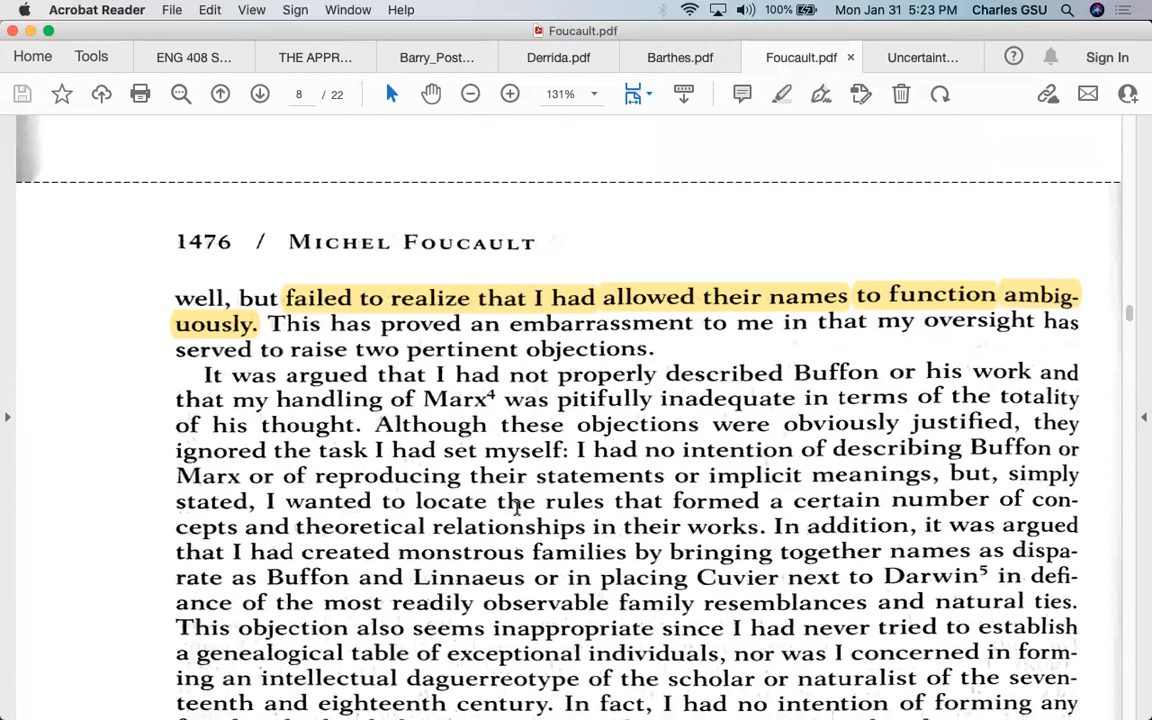 Acrobat Reader File Edit View Sign Window Help 100% Mon Jan 31 5:23 PM Charles GSU
Foucault.pdf
Home Tools ENG 408 S... THE APPR... Barry_Post... Derrida.pdf Barthes.pdf Foucault.pdf × Uncertaint... Sign In
8 / 22 131%
1476 / MICHEL FOUCAULT
well, but failed to realize that I had allowed their names to function ambig-
uously. This has proved an embarrassment to me in that my oversight has
served to raise two pertinent objections.
It was argued that I had not properly described Buffon or his work and
that my handling of Marx⁴ was pitifully inadequate in terms of the totality
of his thought. Although these objections were obviously justified, they
ignored the task I had set myself: I had no intention of describing Buffon or
Marx or of reproducing their statements or implicit meanings, but, simply
stated, I wanted to locate the rules that formed a certain number of con-
cepts and theoretical relationships in their works. In addition, it was argued
that I had created monstrous families by bringing together names as dispa-
rate as Buffon and Linnaeus or in placing Cuvier next to Darwin⁵ in defi-
ance of the most readily observable family resemblances and natural ties.
This objection also seems inappropriate since I had never tried to establish
a genealogical table of exceptional individuals, nor was I concerned in form-
ing an intellectual daguerreotype of the scholar or naturalist of the seven-
teenth and eighteenth century. In fact, I had no intention of forming any